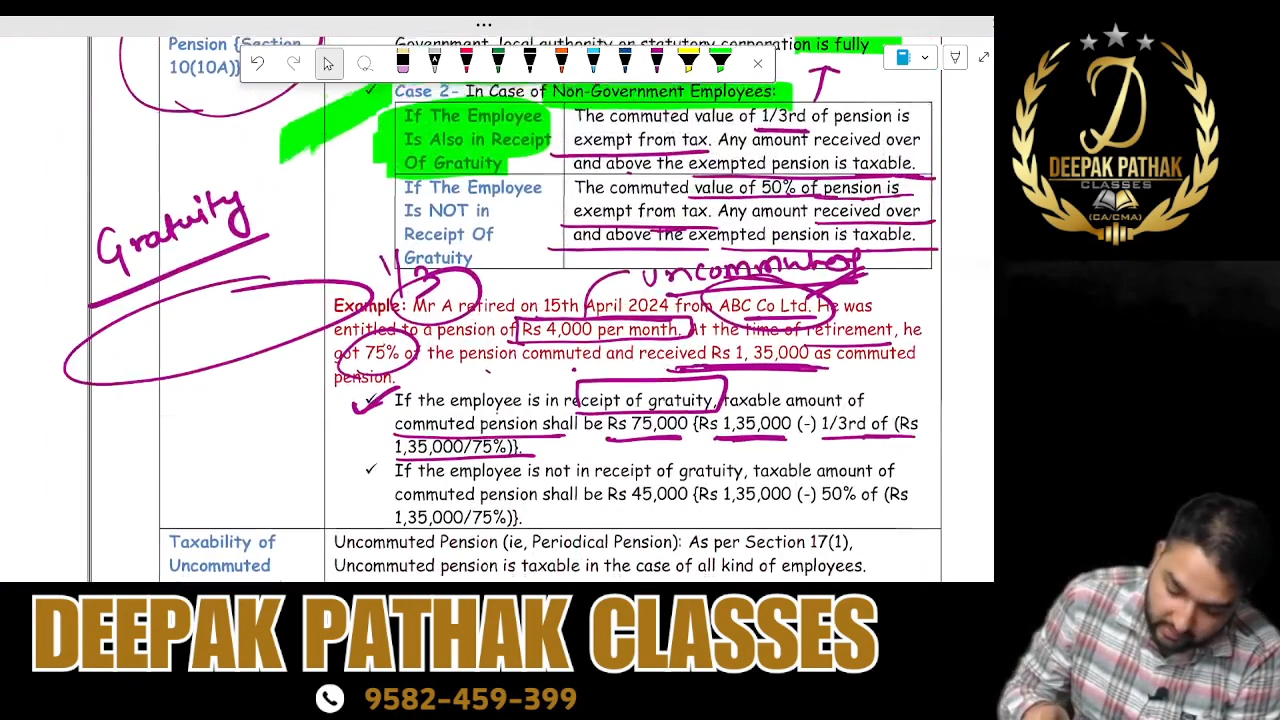 Pension {Section
10(10A)}
Government, local authority or statutory corporation is fully
✓ Case 2- In Case of Non-Government Employees:
If The Employee
Is Also in Receipt
Of Gratuity
The commuted value of 1/3rd of pension is
exempt from tax. Any amount received over
and above the exempted pension is taxable.
If The Employee
Is NOT in
Receipt Of
Gratuity
The commuted value of 50% of pension is
exempt from tax. Any amount received over
and above the exempted pension is taxable.
Gratuity
1/3
uncommuted
Example: Mr A retired on 15th April 2024 from ABC Co Ltd. He was
entitled to a pension of Rs 4,000 per month. At the time of retirement, he
got 75% of the pension commuted and received Rs 1, 35,000 as commuted
pension.
✓ If the employee is in receipt of gratuity, taxable amount of
commuted pension shall be Rs 75,000 {Rs 1,35,000 (-) 1/3rd of (Rs
1,35,000/75%)}.
✓ If the employee is not in receipt of gratuity, taxable amount of
commuted pension shall be Rs 45,000 {Rs 1,35,000 (-) 50% of (Rs
1,35,000/75%)}.
Taxability of
Uncommuted
Uncommuted Pension (ie, Periodical Pension): As per Section 17(1),
Uncommuted pension is taxable in the case of all kind of employees.
D
DEEPAK PATHAK
CLASSES
(CA/CMA)
DEEPAK PATHAK CLASSES
9582-459-399